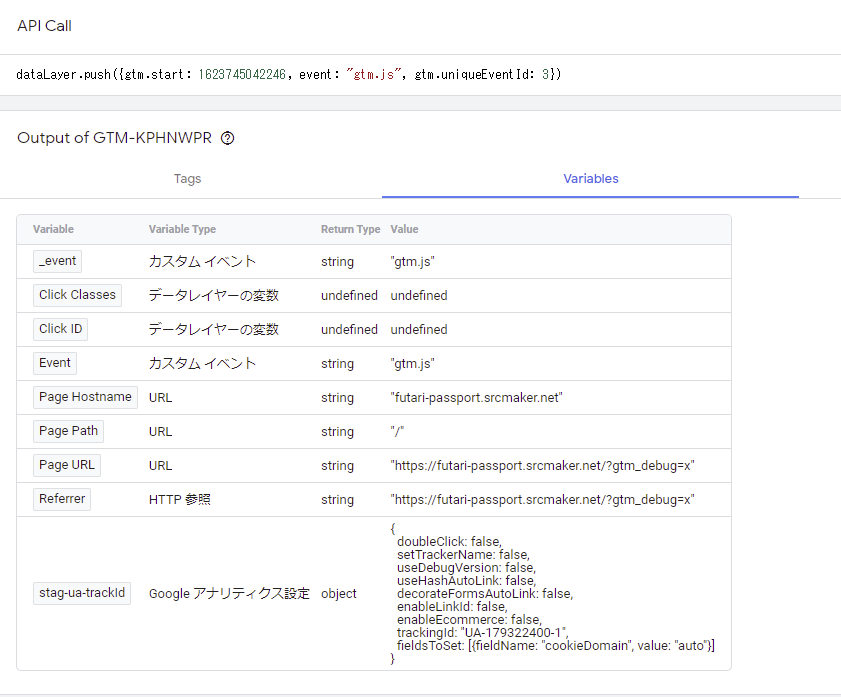 API Call
dataLayer.push({gtm.start: 1623745042246, event: "gtm.js", gtm.uniqueEventId: 3})
Output of GTM-KPHNWPR ?
Tags Variables
Variable Variable Type Return Type Value
_event カスタム イベント string "gtm.js"
Click Classes データレイヤーの変数 undefined undefined
Click ID データレイヤーの変数 undefined undefined
Event カスタム イベント string "gtm.js"
Page Hostname URL string "futari-passport.srcmaker.net"
Page Path URL string "/"
Page URL URL string "https://futari-passport.srcmaker.net/?gtm_debug=x"
Referrer HTTP 参照 string "https://futari-passport.srcmaker.net/?gtm_debug=x"
stag-ua-trackId Google アナリティクス設定 object
{
doubleClick: false,
setTrackerName: false,
useDebugVersion: false,
useHashAutoLink: false,
decorateFormsAutoLink: false,
enableLinkId: false,
enableEcommerce: false,
trackingId: "UA-179322400-1",
fieldsToSet: [{fieldName: "cookieDomain", value: "auto"}]
}